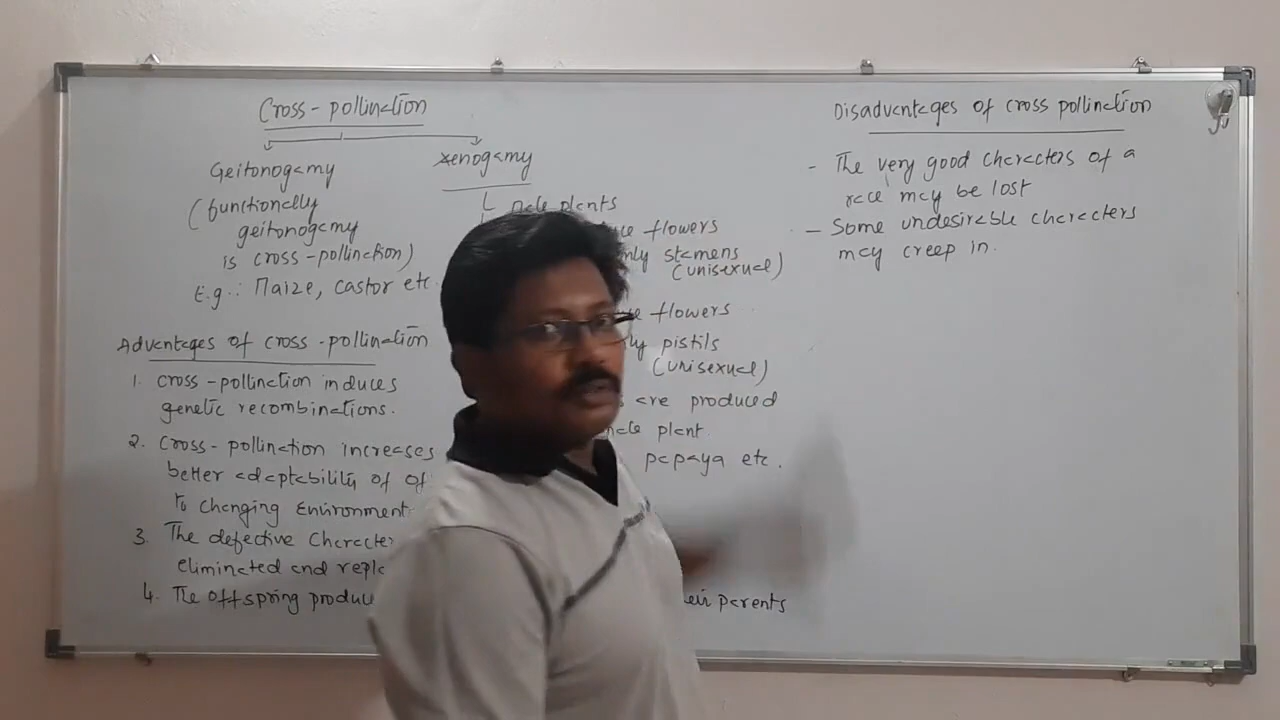 Cross-pollination
Geitonogamy
(functionally
geitonogamy
is cross-pollination)
E.g.: Maize, castor etc.
Xenogamy
male plants
flowers
only stamens
(unisexual)
flowers
pistils
(unisexual)
are produced
plant.
papaya etc.
Advantages of cross-pollination
1. cross-pollination induces
genetic recombinations.
2. Cross-pollination increases
better adaptability of
to changing Environment
3. The defective
eliminated and
4. The offspring
their parents
Disadvantages of cross pollination
- The very good characters of a
race may be lost
- Some undesirable characters
may creep in.